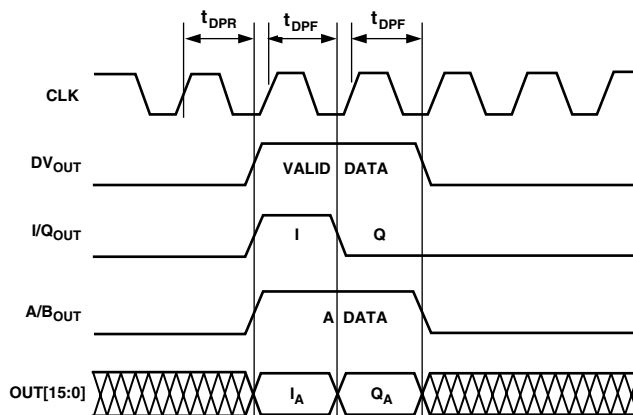 tDPR tDPF tDPF
CLK
DVOUT VALID DATA
I/QOUT I Q
A/BOUT A DATA
OUT[15:0] IA QA